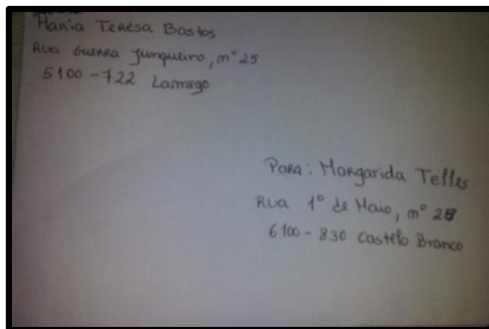 Maria Teresa Bastos
Rua Guerra Junqueiro, nº 25
5100-722 Lamego
Para: Margarida Telles
Rua 1º de Maio, nº 28
6100-830 Castelo Branco